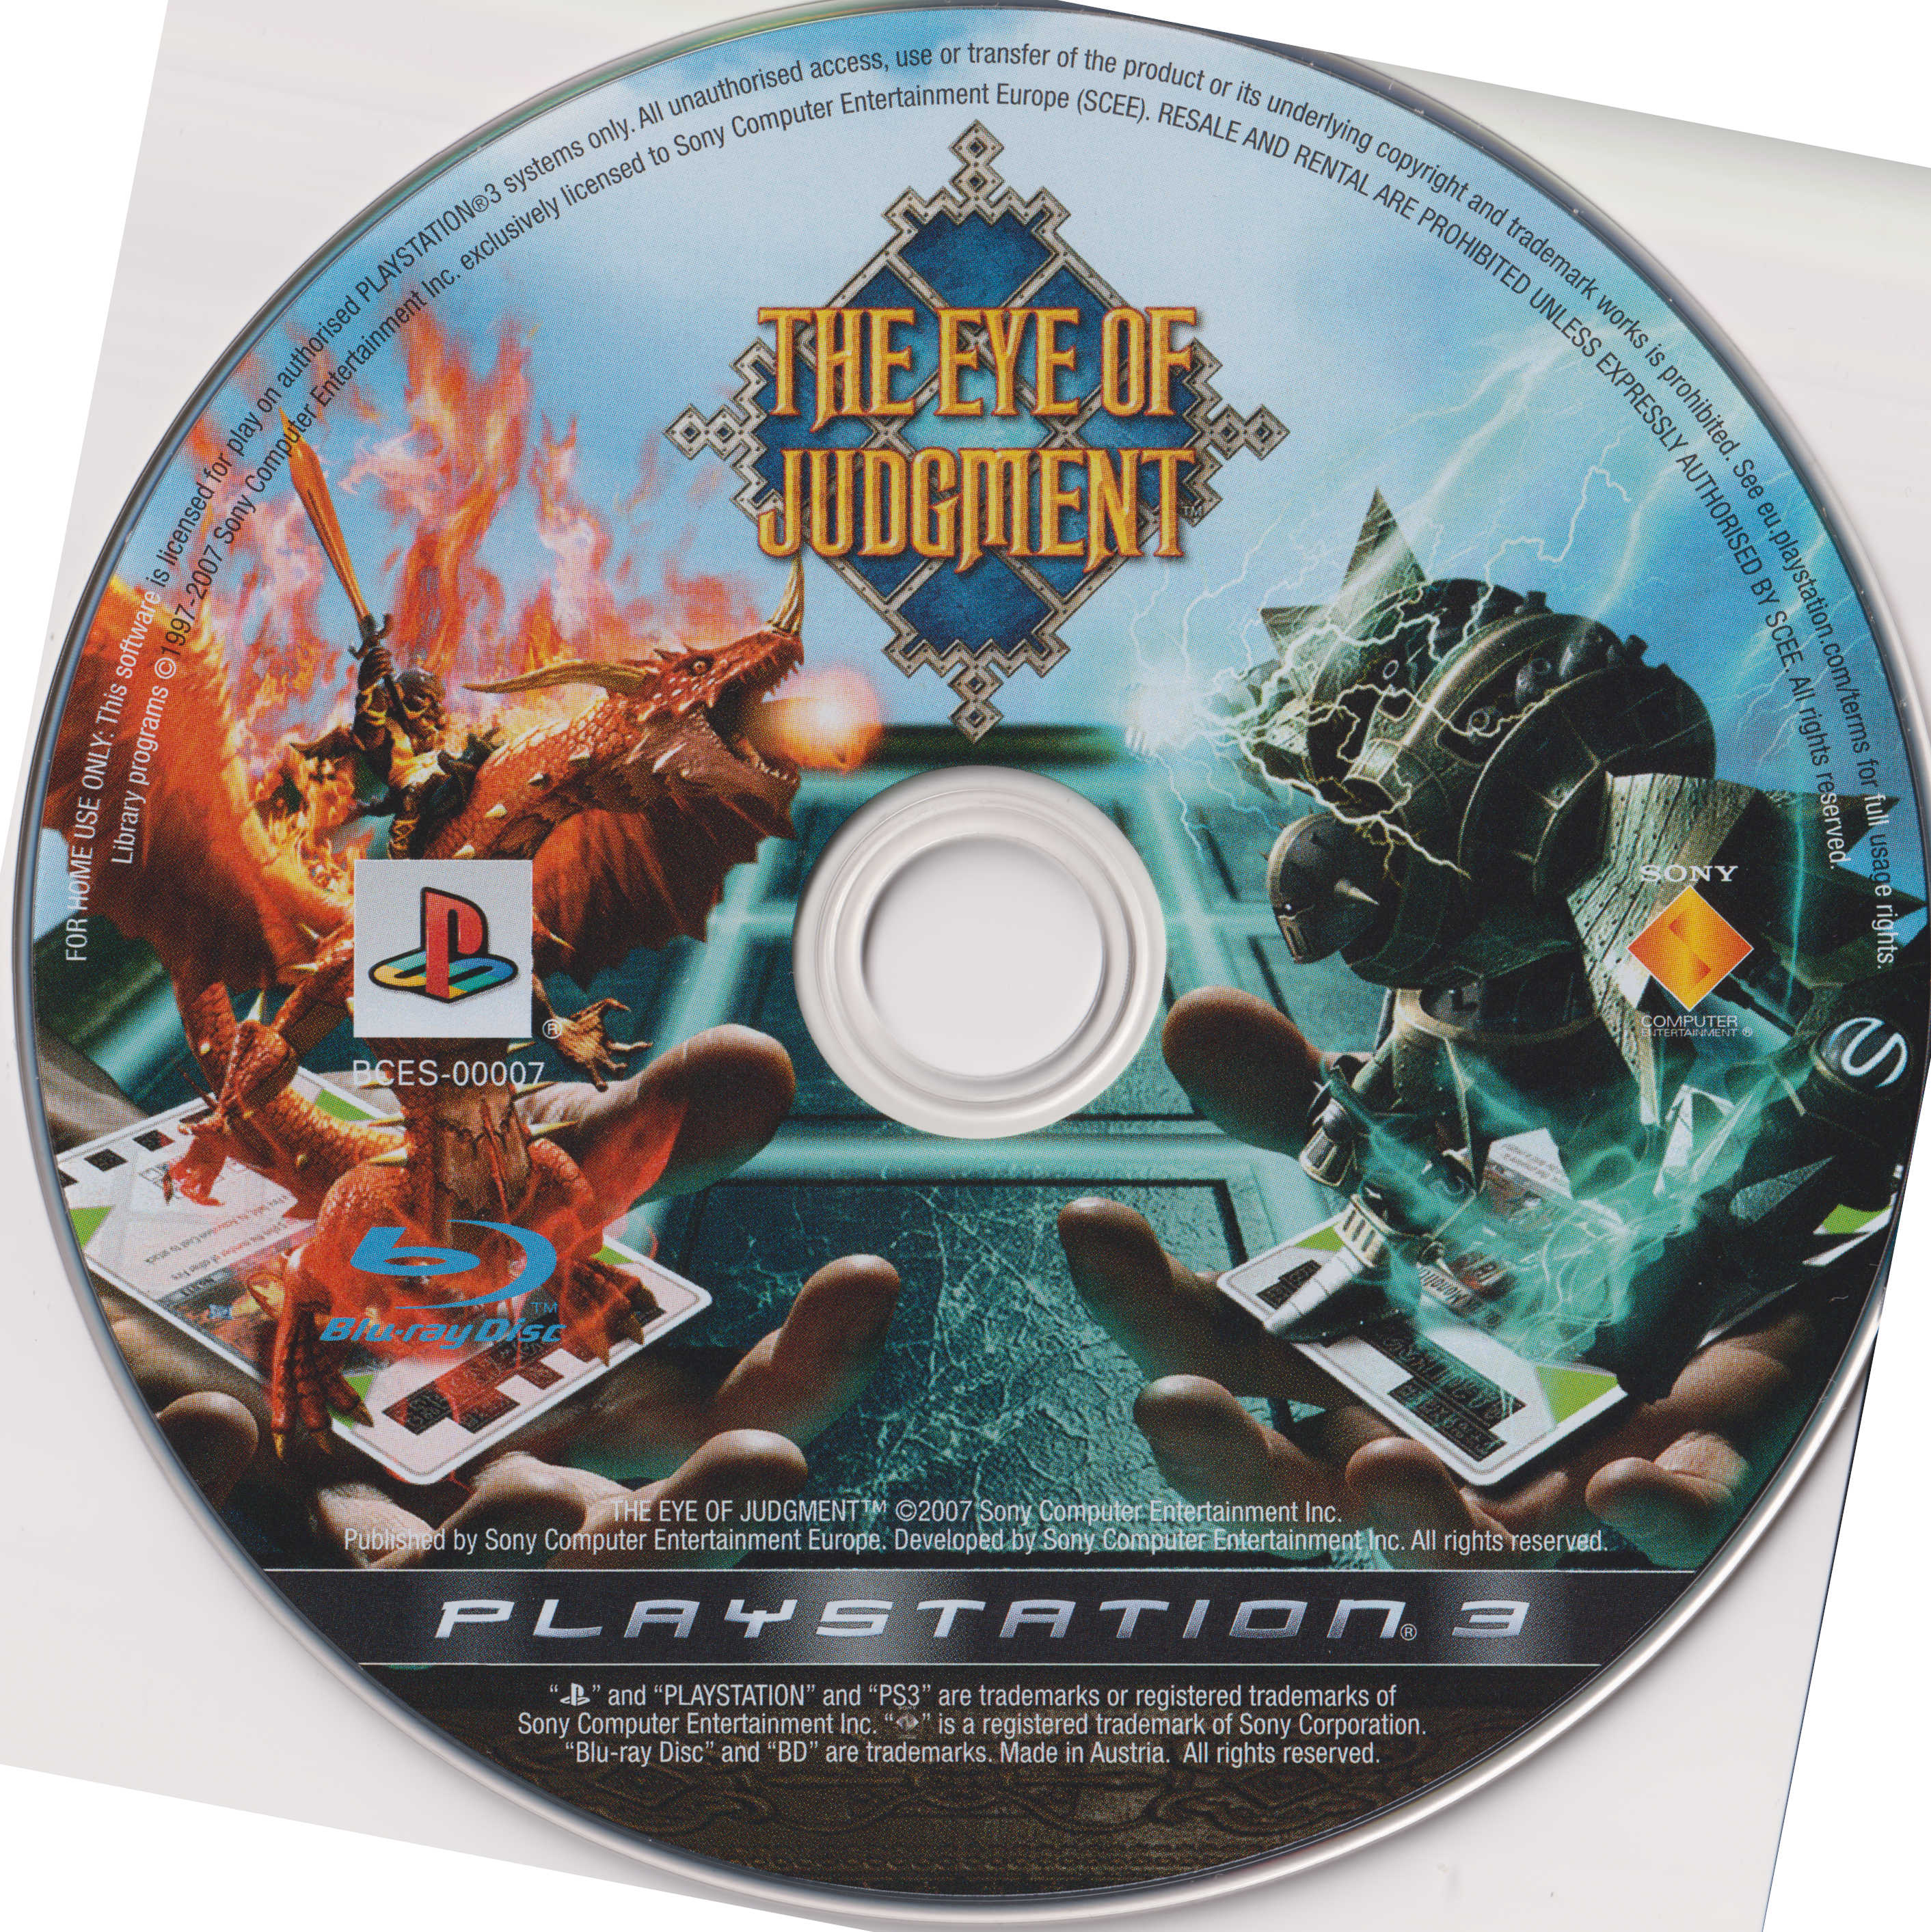 FOR HOME USE ONLY: This software is licensed for play on authorised PLAYSTATION®3 systems only. All unauthorised access, use or transfer of the product or its underlying copyright and trademark works is prohibited. See eu.playstation.com/terms for full usage rights.
Library programs ©1997-2007 Sony Computer Entertainment Inc. exclusively licensed to Sony Computer Entertainment Europe (SCEE). RESALE AND RENTAL ARE PROHIBITED UNLESS EXPRESSLY AUTHORISED BY SCEE. All rights reserved.
THE EYE OF
JUDGMENT™
SONY
COMPUTER
ENTERTAINMENT ®
®
BCES-00007
™
Blu-ray Disc
THE EYE OF JUDGMENT™ ©2007 Sony Computer Entertainment Inc.
Published by Sony Computer Entertainment Europe. Developed by Sony Computer Entertainment Inc. All rights reserved.
PLAYSTATION® 3
“ ” and “PLAYSTATION” and “PS3” are trademarks or registered trademarks of
Sony Computer Entertainment Inc. “ ” is a registered trademark of Sony Corporation.
“Blu-ray Disc” and “BD” are trademarks. Made in Austria. All rights reserved.